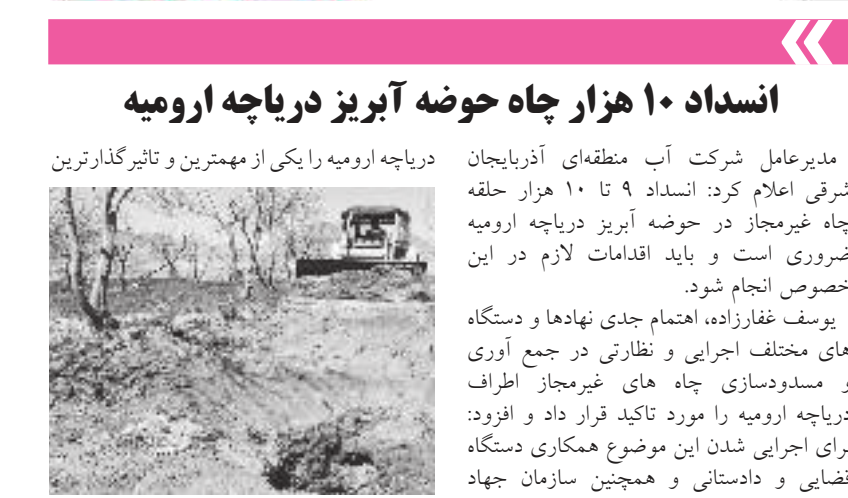 انسداد ۱۰ هزار چاه حوضه آبریز دریاچه ارومیه
مدیرعامل شرکت آب منطقه‌ای آذربایجان
شرقی اعلام کرد: انسداد ۹ تا ۱۰ هزار حلقه
چاه غیرمجاز در حوضه آبریز دریاچه ارومیه
ضروری است و باید اقدامات لازم در این
خصوص انجام شود.
یوسف غفارزاده، اهتمام جدی نهادها و دستگاه
های مختلف اجرایی و نظارتی در جمع آوری
و مسدودسازی چاه های غیرمجاز اطراف
دریاچه ارومیه را مورد تاکید قرار داد و افزود:
برای اجرایی شدن این موضوع همکاری دستگاه
قضایی و دادستانی و همچنین سازمان جهاد
دریاچه ارومیه را یکی از مهمترین و تاثیرگذارترین